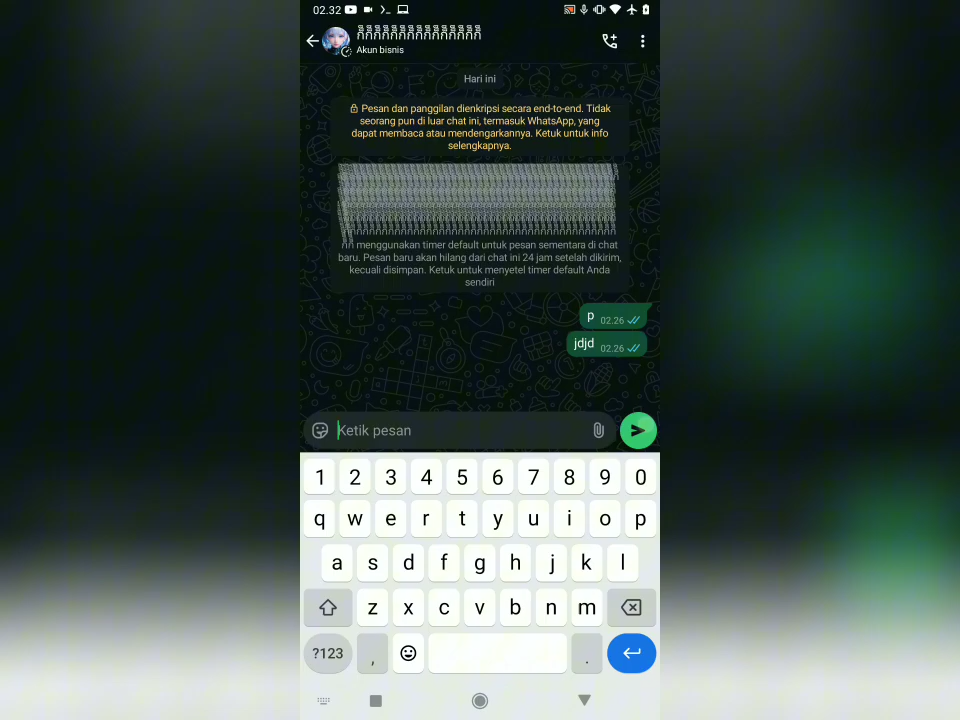 02.32
Akun bisnis
Hari ini
Pesan dan panggilan dienkripsi secara end-to-end. Tidak
seorang pun di luar chat ini, termasuk WhatsApp, yang
dapat membaca atau mendengarkannya. Ketuk untuk info
selengkapnya.
menggunakan timer default untuk pesan sementara di chat
baru. Pesan baru akan hilang dari chat ini 24 jam setelah dikirim,
kecuali disimpan. Ketuk untuk menyetel timer default Anda
sendiri
p 02.26
jdjd 02.26
Ketik pesan
1 2 3 4 5 6 7 8 9 0
q w e r t y u i o p
a s d f g h j k l
z x c v b n m
?123 , .